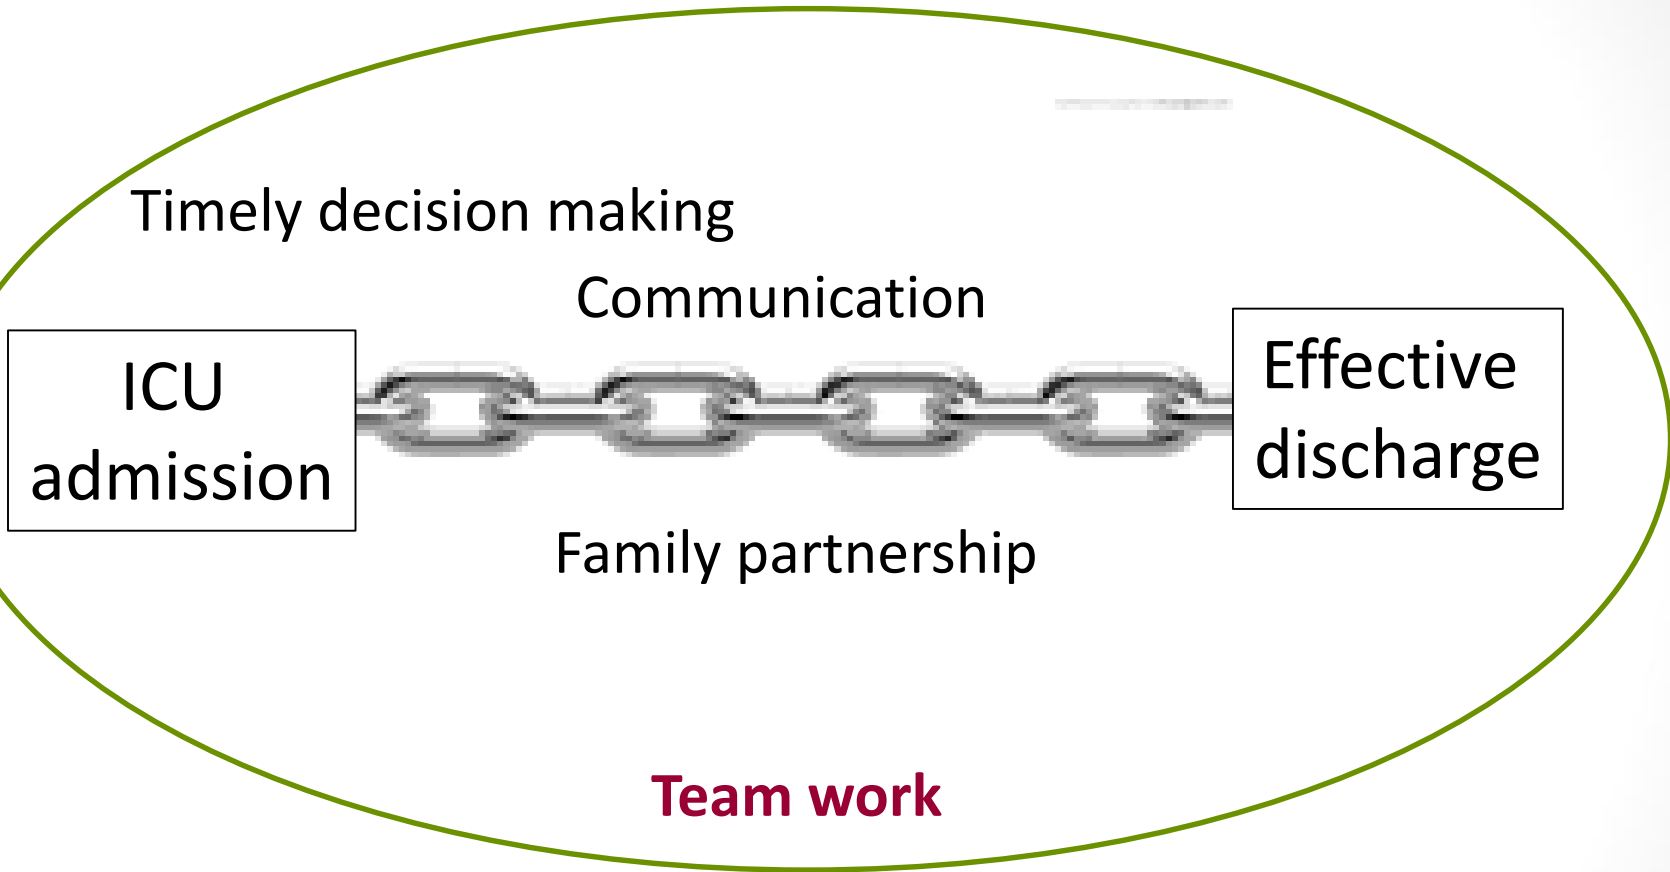 Timely decision making
Communication
ICU
admission
Effective
discharge
Family partnership
Team work